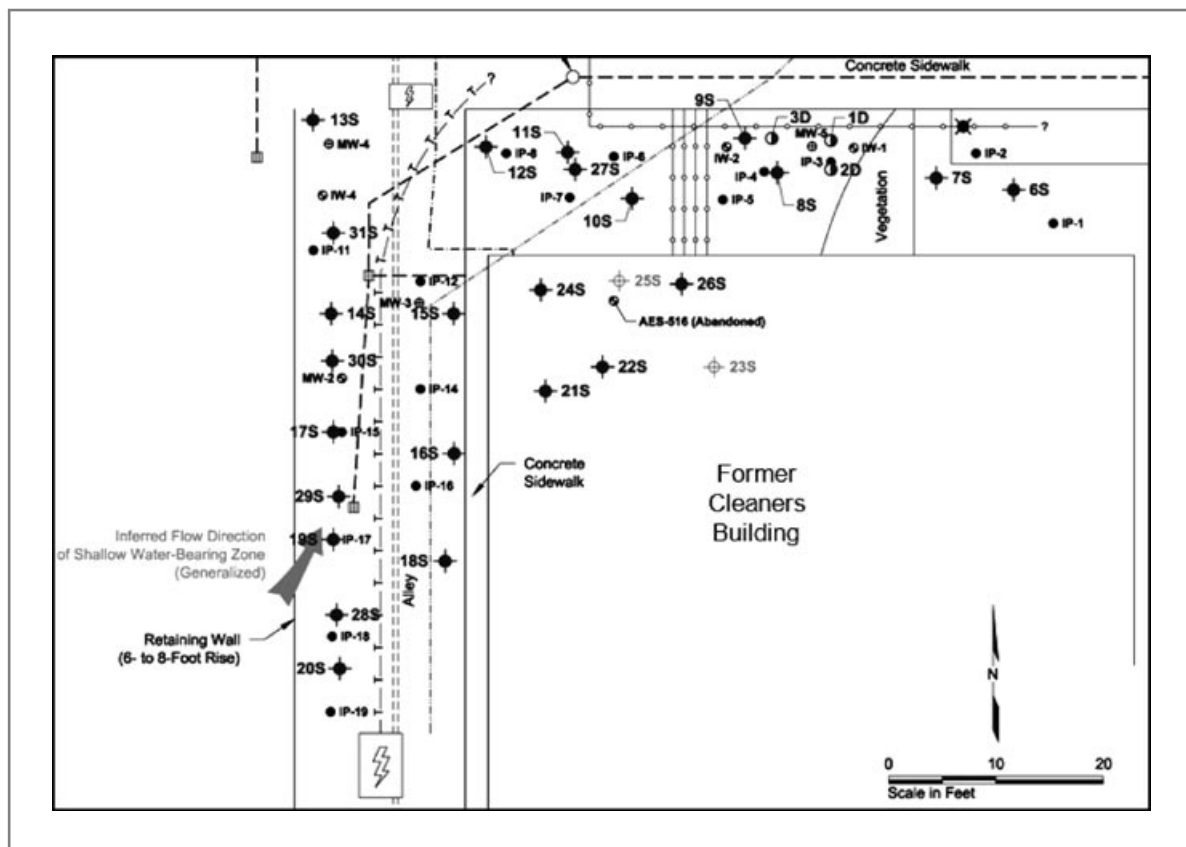 Concrete Sidewalk
?
9S
3D
1D
13S
11S
MW-5
MW-4
IP-8
IP-6
IW-2
IW-1
IP-2
12S
27S
IP-3
2D
IP-4
7S
6S
IW-4
IP-7
10S
IP-5
8S
?
IP-1
Vegetation
31S
IP-11
IP-12
24S
25S
26S
MW-3
14S
15S
AES-516 (Abandoned)
30S
MW-2
22S
23S
IP-14
21S
17S
IP-15
16S
Concrete
Sidewalk
IP-16
Former
Cleaners
Building
29S
Inferred Flow Direction
of Shallow Water-Bearing Zone
(Generalized)
19S
IP-17
18S
Alley
28S
Retaining Wall
(6- to 8-Foot Rise)
IP-18
20S
N
IP-19
0 10 20
Scale in Feet